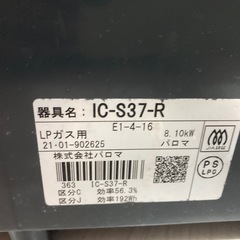 器具名: IC-S37-R
E1-4-16
LPガス用 8.10kW
21-01-902625 パロマ
株式会社パロマ
363 IC-S37-R
区分C 効率56.3%
区分J 効率192Wh
PS
LPG